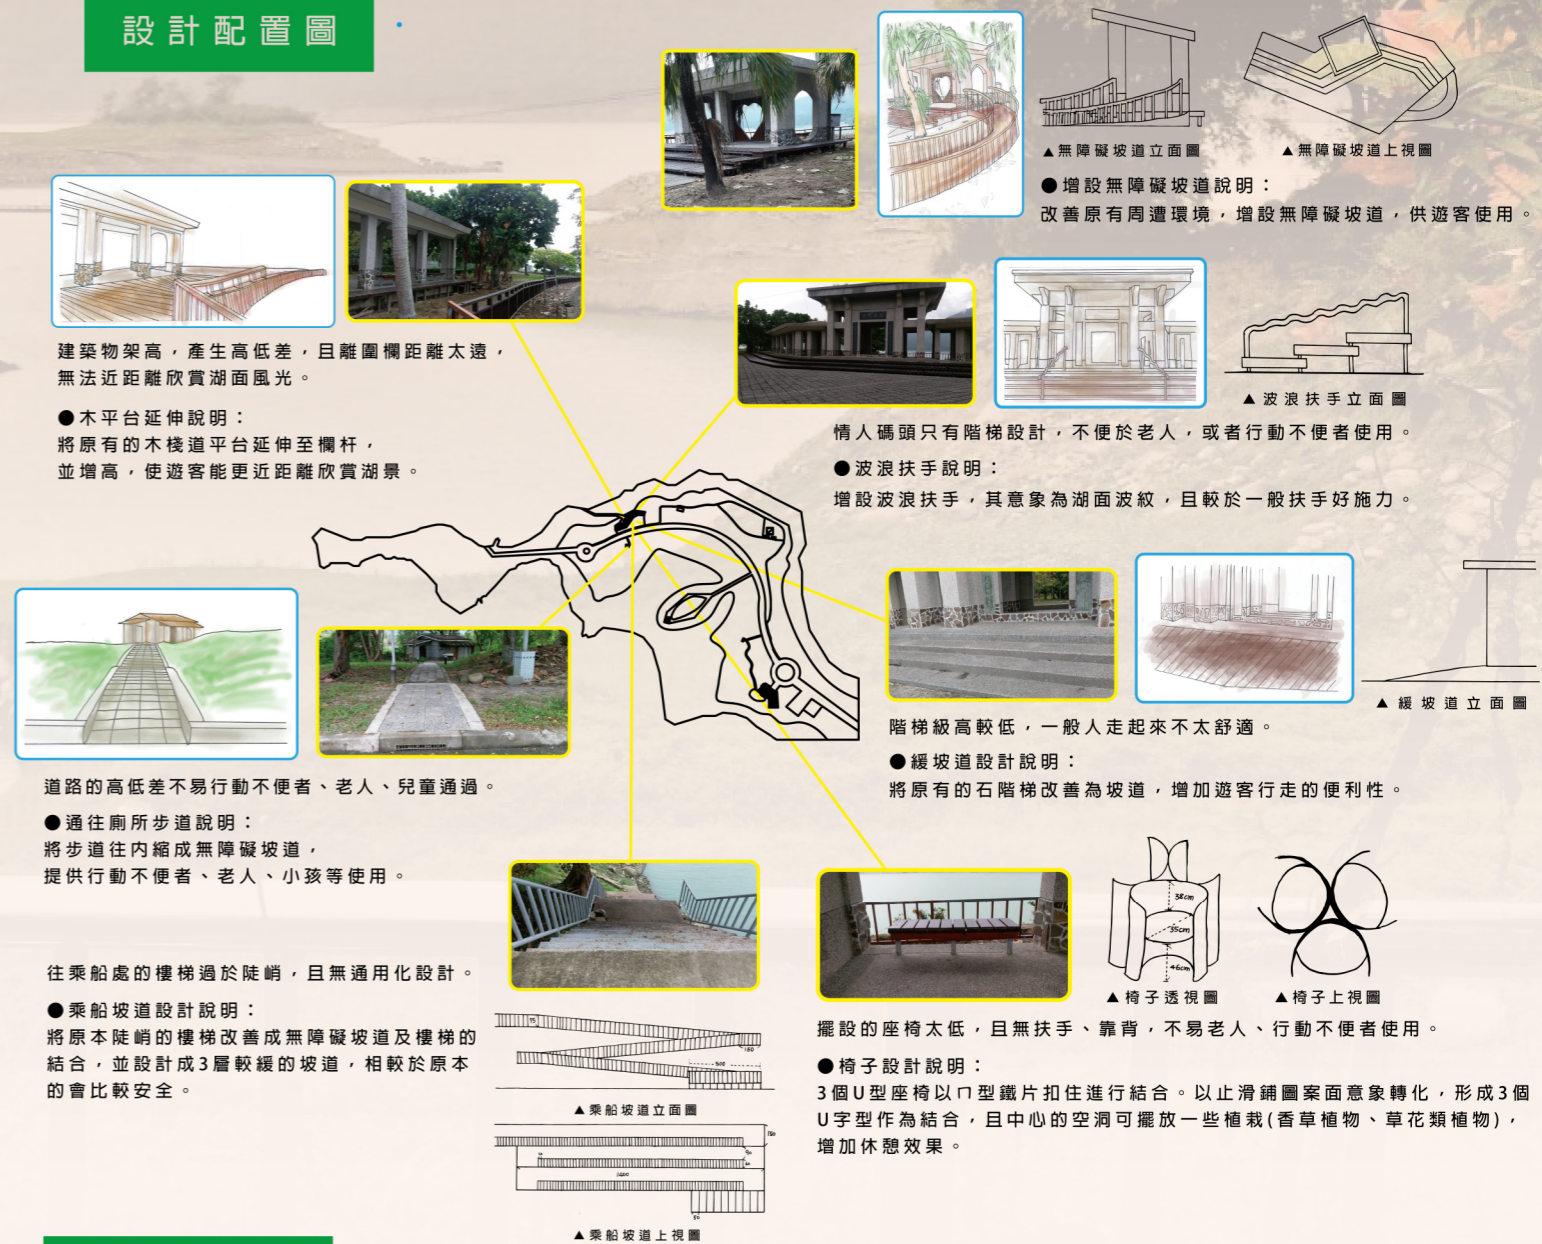 設計配置圖
▲無障礙坡道立面圖
▲無障礙坡道上視圖
●增設無障礙坡道說明：
改善原有周遭環境，增設無障礙坡道，供遊客使用。
建築物架高，產生高低差，且離圍欄距離太遠，
無法近距離欣賞湖面風光。
●木平台延伸說明：
將原有的木棧道平台延伸至欄杆，
並增高，使遊客能更近距離欣賞湖景。
▲波浪扶手立面圖
情人碼頭只有階梯設計，不便於老人，或者行動不便者使用。
●波浪扶手說明：
增設波浪扶手，其意象為湖面波紋，且較於一般扶手好施力。
▲緩坡道立面圖
階梯級高較低，一般人走起來不太舒適。
●緩坡道設計說明：
將原有的石階梯改善為坡道，增加遊客行走的便利性。
道路的高低差不易行動不便者、老人、兒童通過。
●通往廁所步道說明：
將步道往內縮成無障礙坡道，
提供行動不便者、老人、小孩等使用。
往乘船處的樓梯過於陡峭，且無通用化設計。
●乘船坡道設計說明：
將原本陡峭的樓梯改善成無障礙坡道及樓梯的
結合，並設計成3層較緩的坡道，相較於原本
的會比較安全。
75
150
300
▲乘船坡道立面圖
150
1200
50
▲乘船坡道上視圖
38cm
35cm
46cm
▲椅子透視圖
▲椅子上視圖
擺設的座椅太低，且無扶手、靠背，不易老人、行動不便者使用。
●椅子設計說明：
3個U型座椅以ㄇ型鐵片扣住進行結合。以止滑鋪圖案面意象轉化，形成3個
U字型作為結合，且中心的空洞可擺放一些植栽(香草植物、草花類植物)，
增加休憩效果。